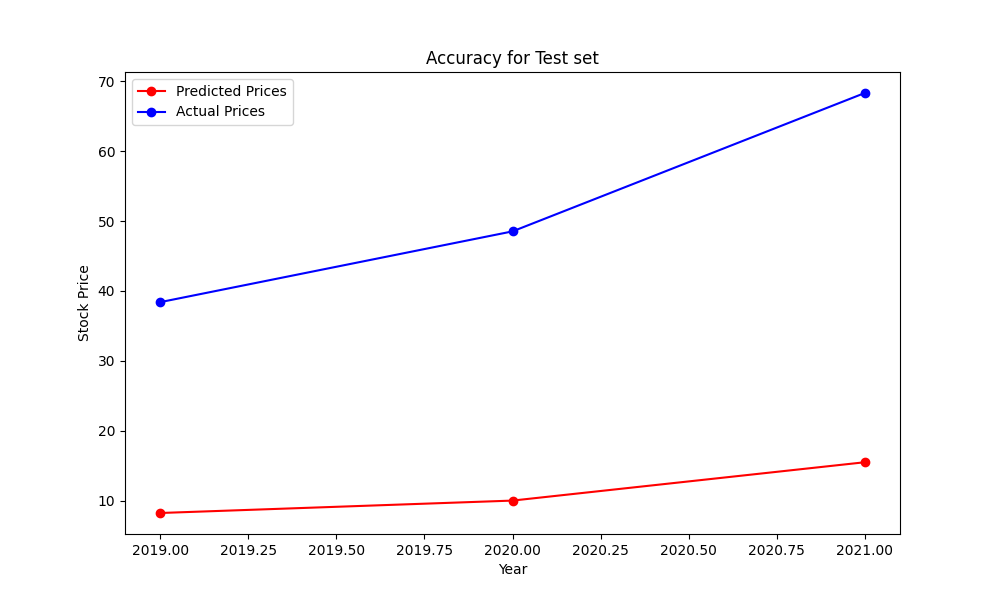 Accuracy for Test set
Predicted Prices
Actual Prices
70
60
50
40
30
20
10
Stock Price
2019.00 2019.25 2019.50 2019.75 2020.00 2020.25 2020.50 2020.75 2021.00
Year